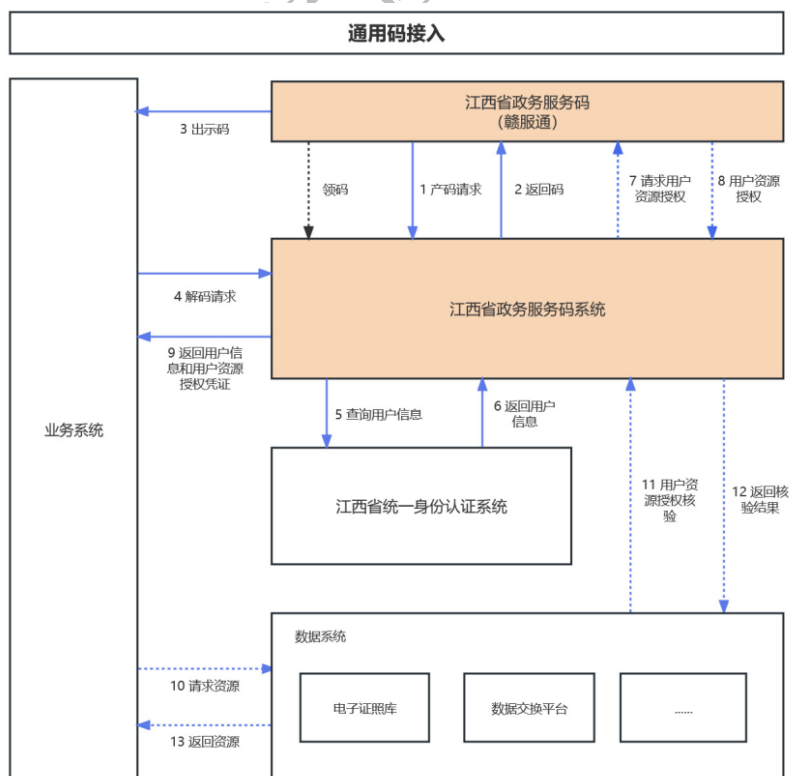 通用码接入
江西省政务服务码
（赣服通）
3 出示码
领码
1 产码请求
2 返回码
7 请求用户
资源授权
8 用户资源
授权
4 解码请求
江西省政务服务码系统
9 返回用户信
息和用户资源
授权凭证
业务系统
5 查询用户信息
6 返回用户
信息
江西省统一身份认证系统
11 用户资
源授权核
验
12 返回核
验结果
数据系统
10 请求资源
电子证照库
数据交换平台
......
13 返回资源